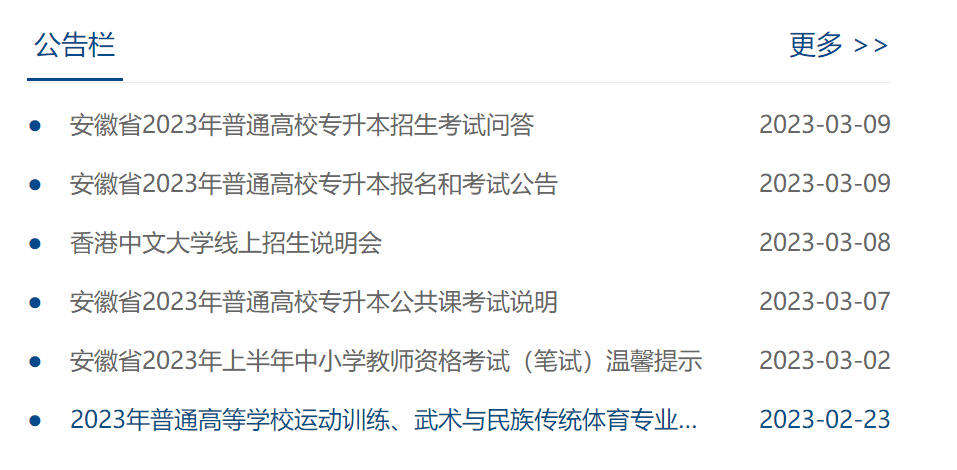 公告栏 更多 >>
安徽省2023年普通高校专升本招生考试问答 2023-03-09
安徽省2023年普通高校专升本报名和考试公告 2023-03-09
香港中文大学线上招生说明会 2023-03-08
安徽省2023年普通高校专升本公共课考试说明 2023-03-07
安徽省2023年上半年中小学教师资格考试（笔试）温馨提示 2023-03-02
2023年普通高等学校运动训练、武术与民族传统体育专业... 2023-02-23